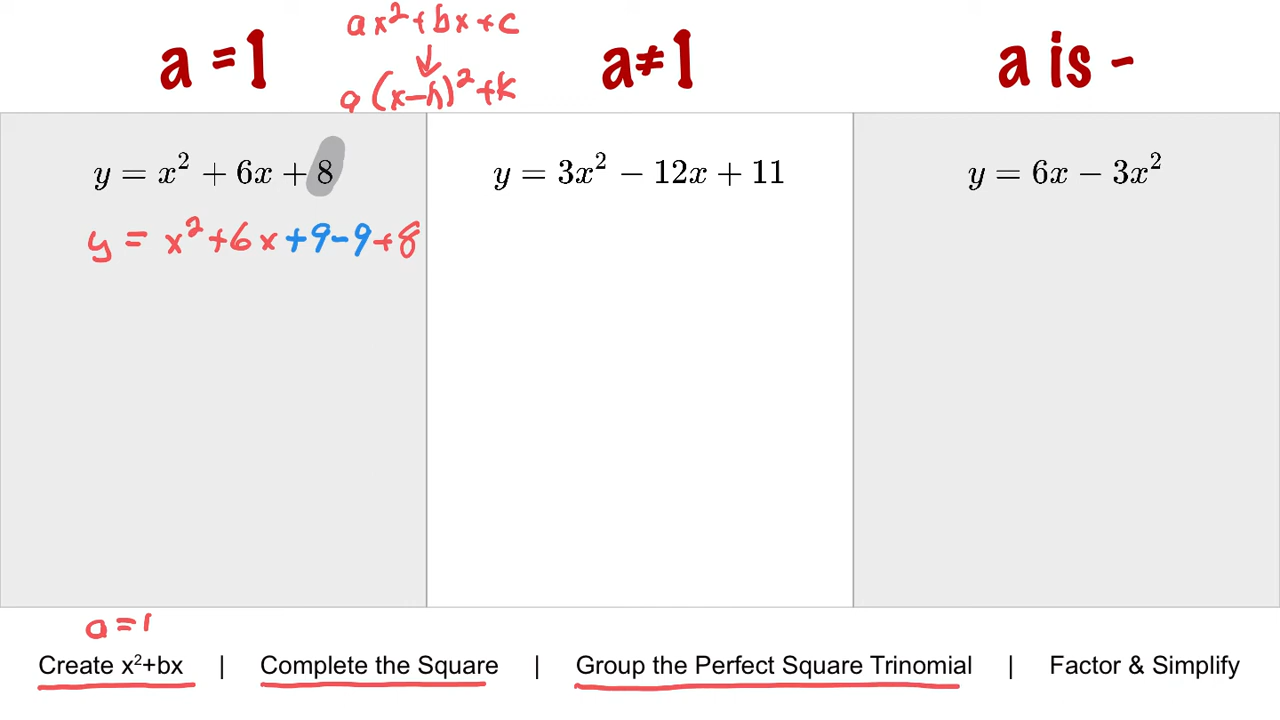 ax²+bx+c
a = 1
a ≠ 1
a is -
↓
a(x-h)²+k
y = x² + 6x + 8
y = 3x² − 12x + 11
y = 6x − 3x²
y = x²+6x+9-9+8
a=1
Create x²+bx | Complete the Square | Group the Perfect Square Trinomial | Factor & Simplify